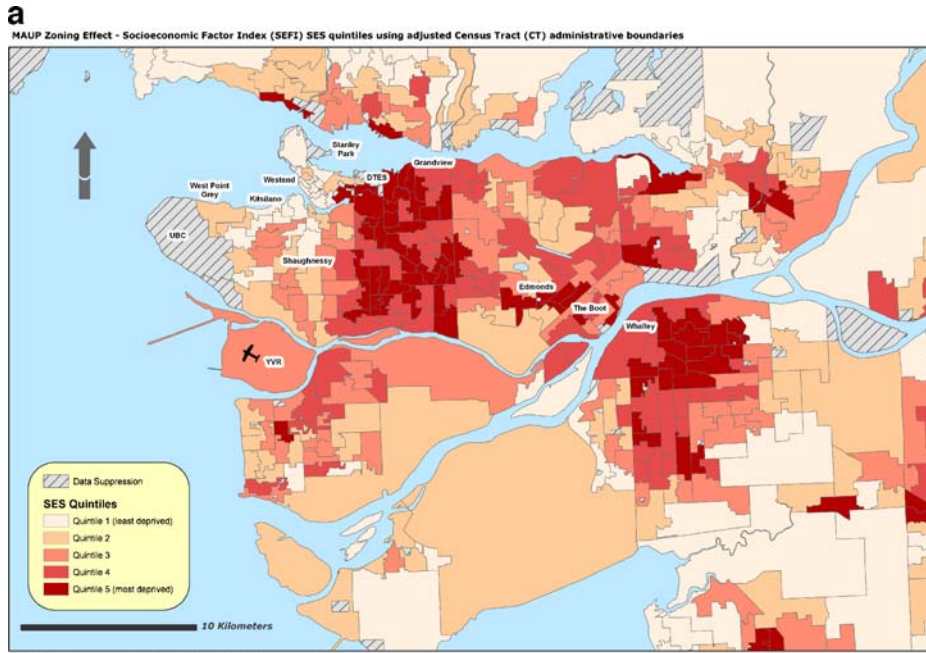 a
MAUP Zoning Effect - Socioeconomic Factor Index (SEFI) SES quintiles using adjusted Census Tract (CT) administrative boundaries
Stanley
Park
Grandview
Westend
DTES
West Point
Grey
Kitsilano
UBC
Shaughnessy
Edmonds
The Boot
Whalley
YVR
Data Suppression
SES Quintiles
Quintile 1 (least deprived)
Quintile 2
Quintile 3
Quintile 4
Quintile 5 (most deprived)
10 Kilometers